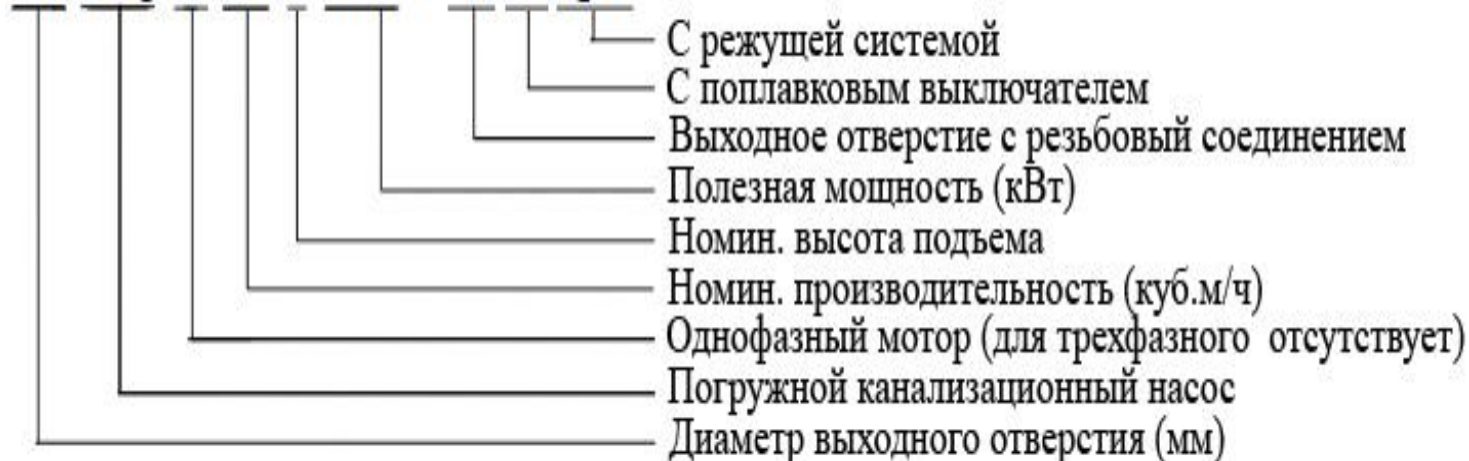 С режущей системой
С поплавковым выключателем
Выходное отверстие с резьбовый соединением
Полезная мощность (кВт)
Номин. высота подъема
Номин. производительность (куб.м/ч)
Однофазный мотор (для трехфазного отсутствует)
Погружной канализационный насос
Диаметр выходного отверстия (мм)